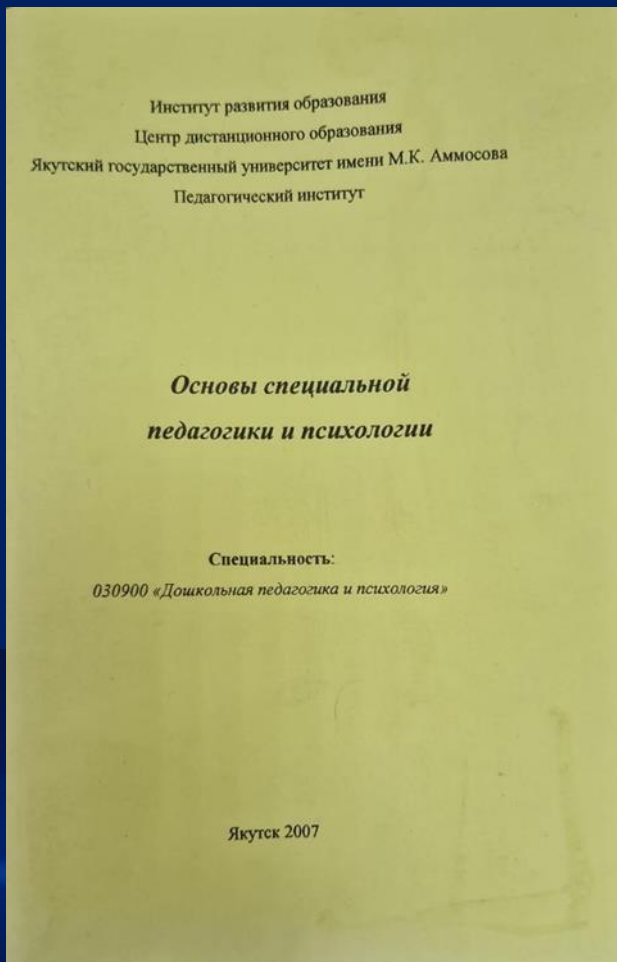 Институт развития образования
Центр дистанционного образования
Якутский государственный университет имени М.К. Аммосова
Педагогический институт
Основы специальной
педагогики и психологии
Специальность:
030900 «Дошкольная педагогика и психология»
Якутск 2007